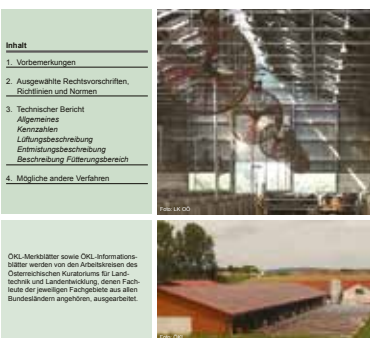 Inhalt
1. Vorbemerkungen
2. Ausgewählte Rechtsvorschriften,
Richtlinien und Normen
3. Technischer Bericht
Allgemeines
Kennzahlen
Lüftungsbeschreibung
Entmistungsbeschreibung
Beschreibung Fütterungsbereich
4. Mögliche andere Verfahren
Foto: LK OÖ
ÖKL-Merkblätter sowie ÖKL-Informations-
blätter werden von den Arbeitskreisen des
Österreichischen Kuratoriums für Land-
technik und Landentwicklung, denen Fach-
leute der jeweiligen Fachgebiete aus allen
Bundesländern angehören, ausgearbeitet.
Foto: ÖKL